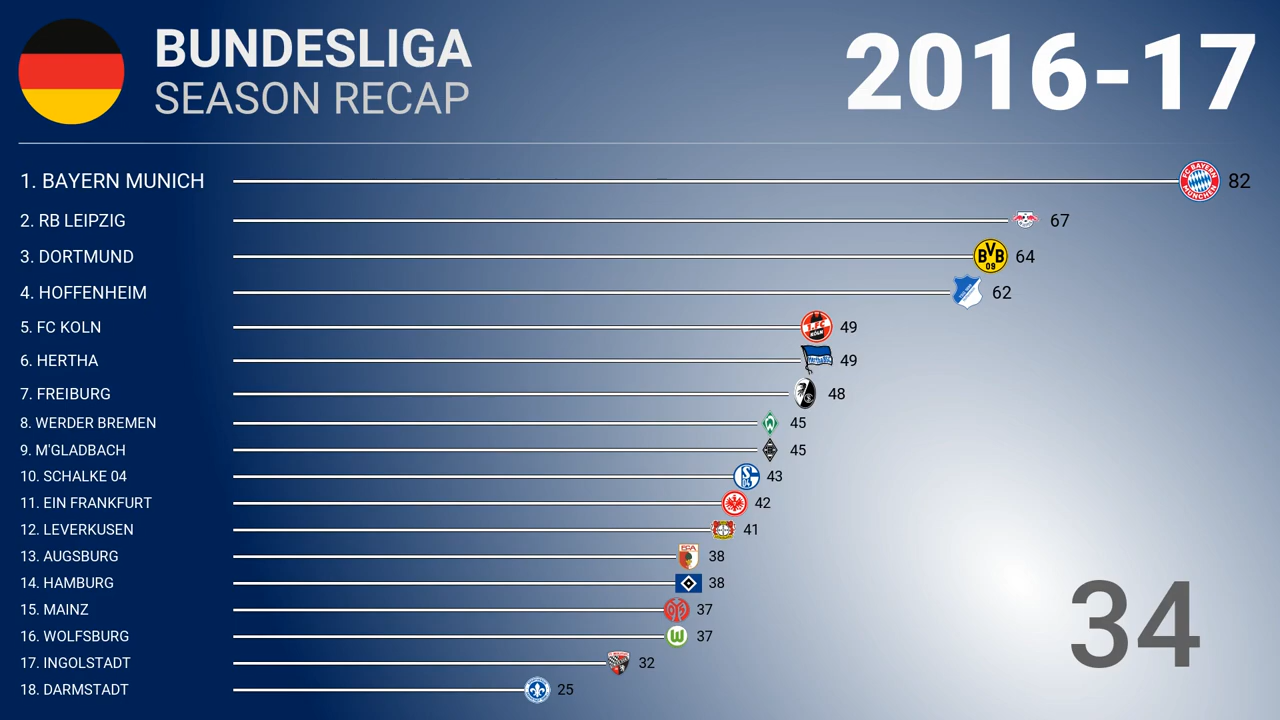 BUNDESLIGA
SEASON RECAP
2016-17
1. BAYERN MUNICH 82
2. RB LEIPZIG 67
3. DORTMUND BVB 09 64
4. HOFFENHEIM 62
5. FC KOLN 49
6. HERTHA 49
7. FREIBURG 48
8. WERDER BREMEN 45
9. M'GLADBACH 45
10. SCHALKE 04 43
11. EIN FRANKFURT 42
12. LEVERKUSEN 41
13. AUGSBURG 38
14. HAMBURG 38
15. MAINZ 37
16. WOLFSBURG 37
17. INGOLSTADT 32
18. DARMSTADT 25
34